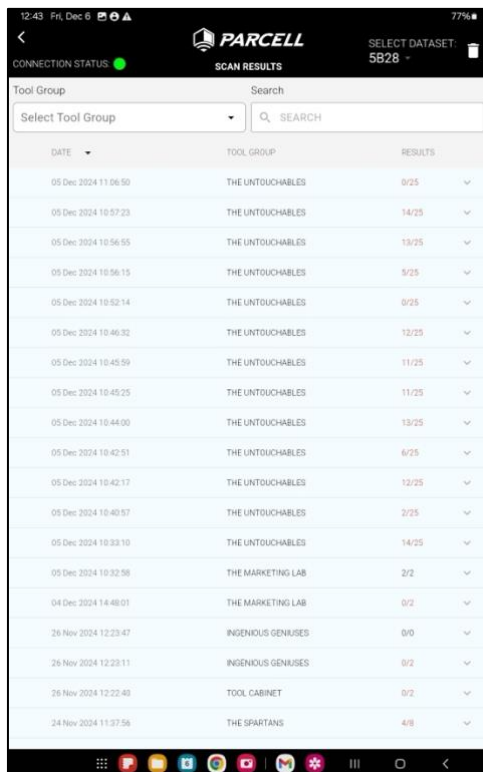 12:43 Fri, Dec 6 77%
PARCELL
SELECT DATASET:
5B28
CONNECTION STATUS:
SCAN RESULTS
Tool Group Search
Select Tool Group SEARCH
DATE TOOL GROUP RESULTS
05 Dec 2024 11:06:50 THE UNTOUCHABLES 0/25
05 Dec 2024 10:57:23 THE UNTOUCHABLES 14/25
05 Dec 2024 10:56:55 THE UNTOUCHABLES 13/25
05 Dec 2024 10:56:15 THE UNTOUCHABLES 5/25
05 Dec 2024 10:52:14 THE UNTOUCHABLES 0/25
05 Dec 2024 10:46:32 THE UNTOUCHABLES 12/25
05 Dec 2024 10:45:59 THE UNTOUCHABLES 11/25
05 Dec 2024 10:45:25 THE UNTOUCHABLES 11/25
05 Dec 2024 10:44:00 THE UNTOUCHABLES 13/25
05 Dec 2024 10:42:51 THE UNTOUCHABLES 6/25
05 Dec 2024 10:42:17 THE UNTOUCHABLES 12/25
05 Dec 2024 10:40:57 THE UNTOUCHABLES 2/25
05 Dec 2024 10:33:10 THE UNTOUCHABLES 14/25
05 Dec 2024 10:32:58 THE MARKETING LAB 2/2
04 Dec 2024 14:48:01 THE MARKETING LAB 0/2
26 Nov 2024 12:23:47 INGENIOUS GENIUSES 0/0
26 Nov 2024 12:23:11 INGENIOUS GENIUSES 0/2
26 Nov 2024 12:22:40 TOOL CABINET 0/2
24 Nov 2024 11:37:56 THE SPARTANS 4/8